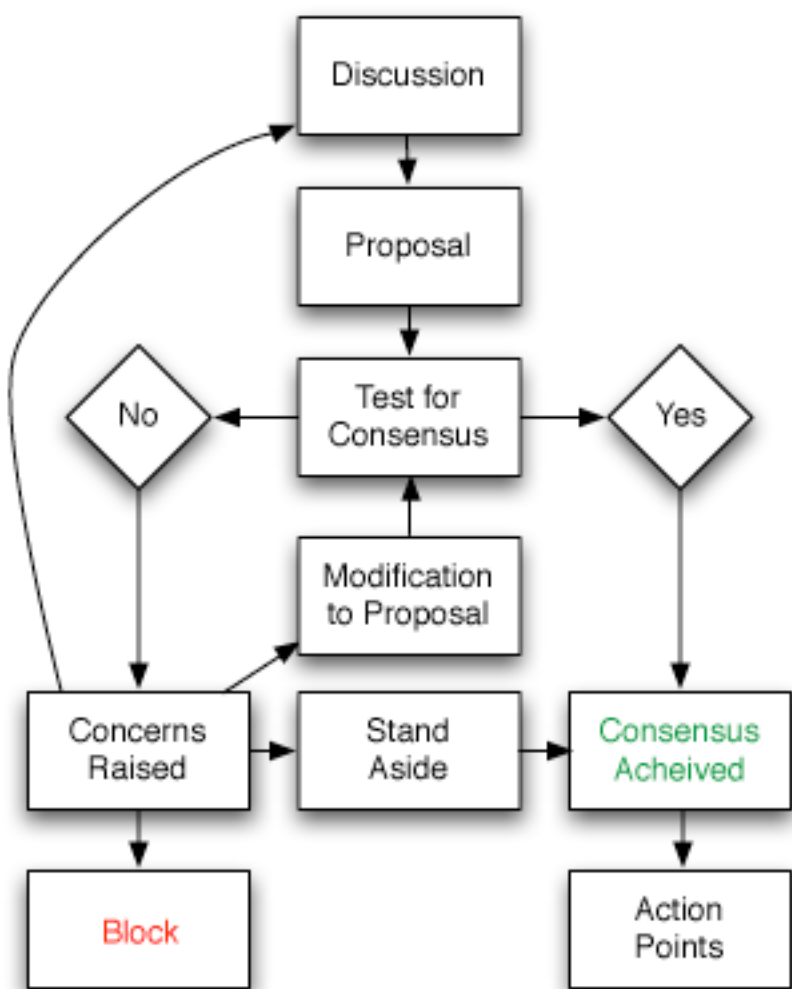 Discussion
Proposal
No
Test for
Consensus
Yes
Modification
to Proposal
Concerns
Raised
Stand
Aside
Consensus
Acheived
Block
Action
Points